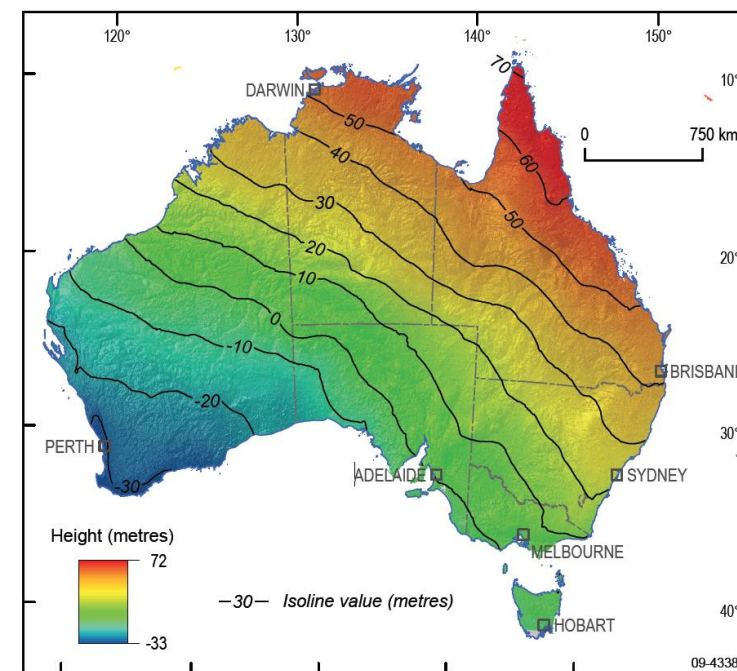 120° 130° 140° 150°
70
10°
DARWIN
50
0 750 km
40
60
30
50
20
20°
10
0
-10
BRISBANE
-20
30°
PERTH
ADELAIDE
SYDNEY
-30
Height (metres)
MELBOURNE
72
30 Isoline value (metres)
-33
40°
HOBART
09-4338